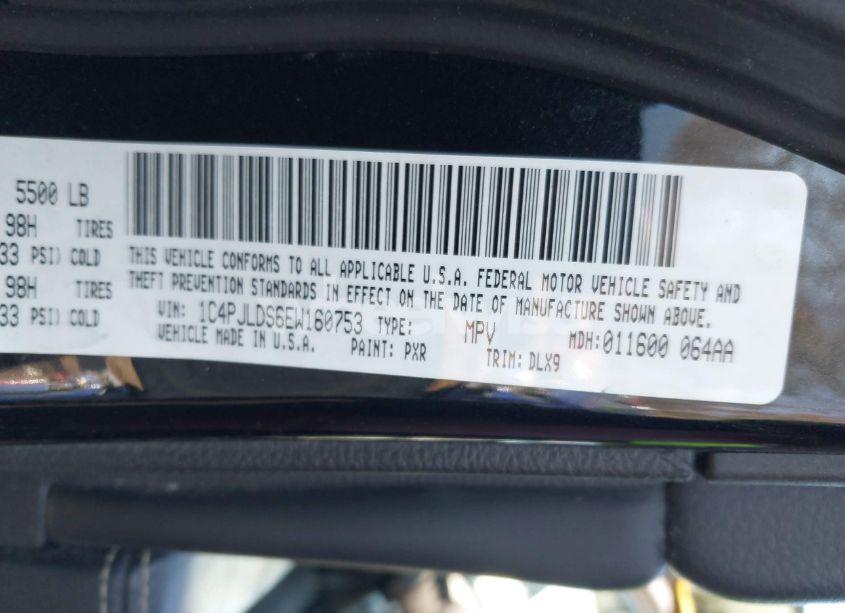 5500 LB
98H TIRES
33 PSI) COLD
98H TIRES
33 PSI) COLD
THIS VEHICLE CONFORMS TO ALL APPLICABLE U.S.A. FEDERAL MOTOR VEHICLE SAFETY AND
THEFT PREVENTION STANDARDS IN EFFECT ON THE DATE OF MANUFACTURE SHOWN ABOVE.
VIN: 1C4PJLDS6EW160753 TYPE: MPV MDH:011600 064AA
VEHICLE MADE IN U.S.A. PAINT: PXR TRIM: DLX9